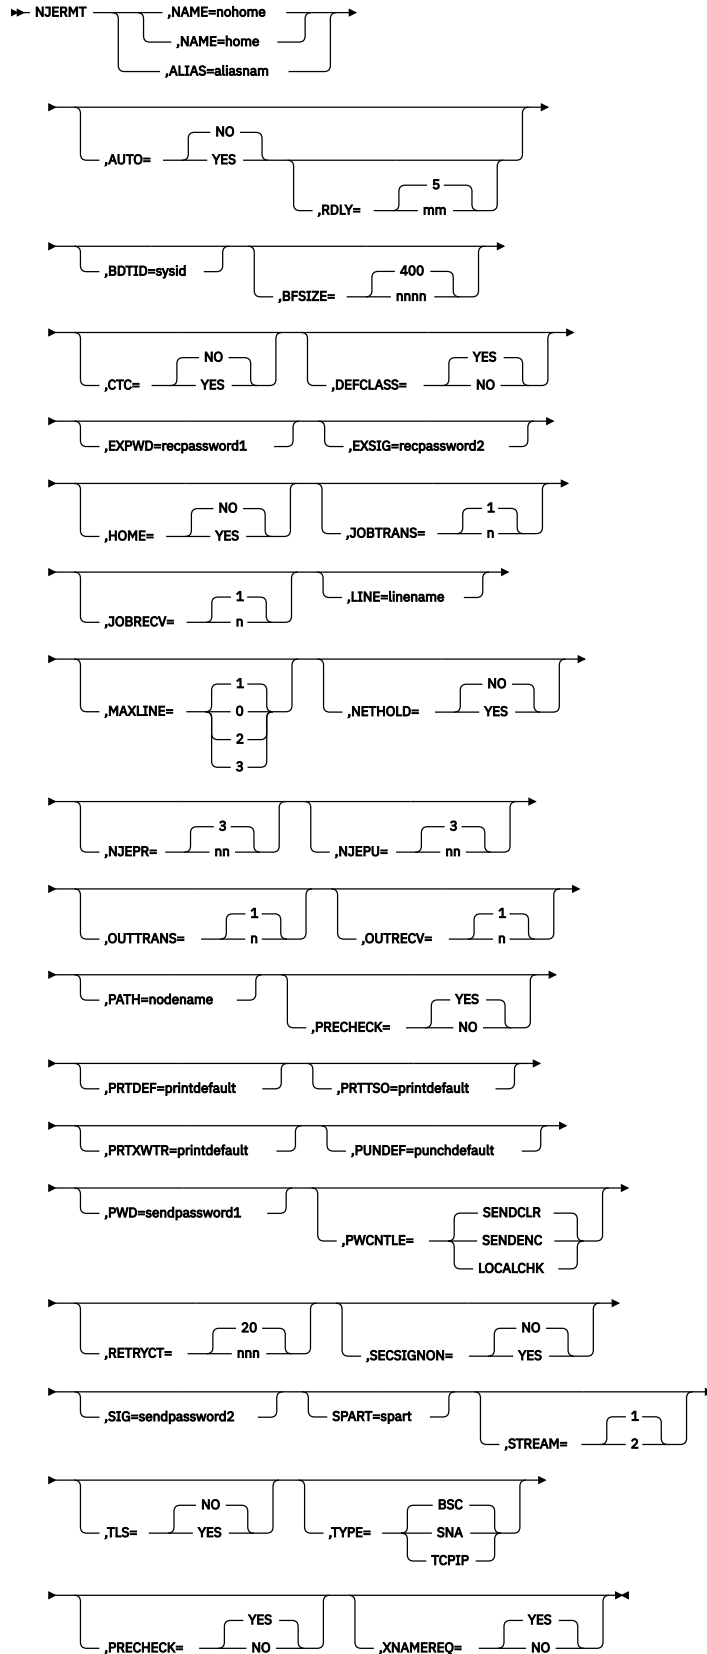 NJERMT ,NAME=nohome
,NAME=home
,ALIAS=aliasnam
NO
,AUTO= YES
5
,RDLY= mm
,BDTID=sysid
400
,BFSIZE= nnnn
NO YES
,CTC= YES ,DEFCLASS= NO
,EXPWD=recpassword1 ,EXSIG=recpassword2
NO 1
,HOME= YES ,JOBTRANS= n
1 ,LINE=linename
,JOBRECV= n
1 NO
,MAXLINE= 0 ,NETHOLD= YES
2
3
3 3
,NJEPR= nn ,NJEPU= nn
1 1
,OUTTRANS= n ,OUTRECV= n
,PATH=nodename YES
,PRECHECK= NO
,PRTDEF=printdefault ,PRTTSO=printdefault
,PRTXWTR=printdefault ,PUNDEF=punchdefault
,PWD=sendpassword1 SENDCLR
,PWCNTLE= SENDENC
LOCALCHK
20 NO
,RETRYCT= nnn ,SECSIGNON= YES
,SIG=sendpassword2 SPART=spart 1
,STREAM= 2
NO BSC
,TLS= YES ,TYPE= SNA
TCPIP
YES YES
,PRECHECK= NO ,XNAMEREQ= NO